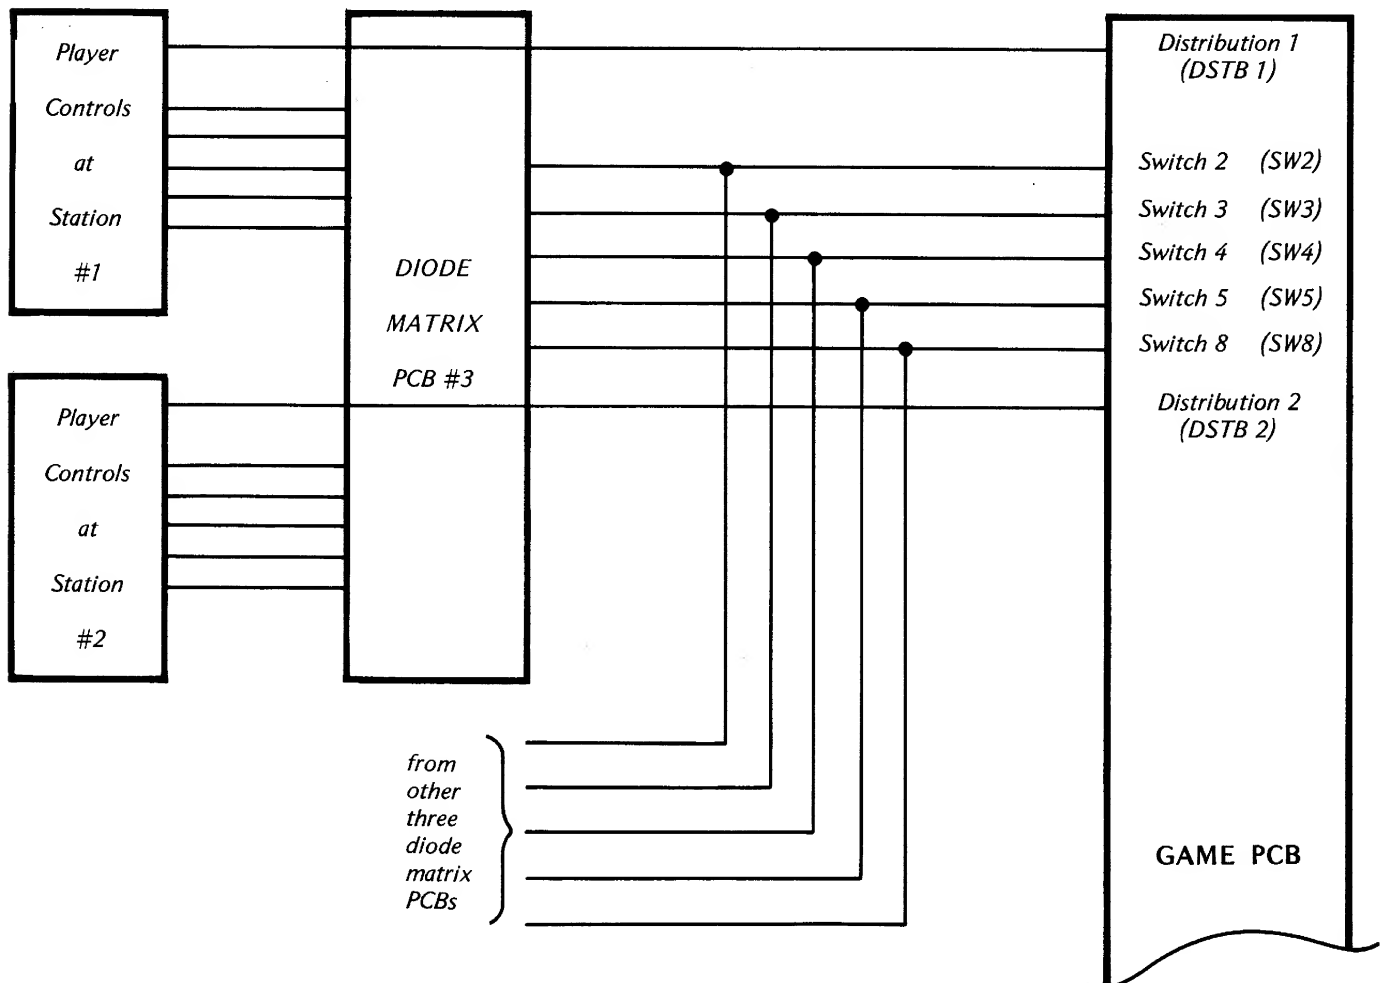 Player
Controls
at
Station
#1
Player
Controls
at
Station
#2
DIODE
MATRIX
PCB #3
from
other
three
diode
matrix
PCBs
Distribution 1
(DSTB 1)
Switch 2 (SW2)
Switch 3 (SW3)
Switch 4 (SW4)
Switch 5 (SW5)
Switch 8 (SW8)
Distribution 2
(DSTB 2)
GAME PCB